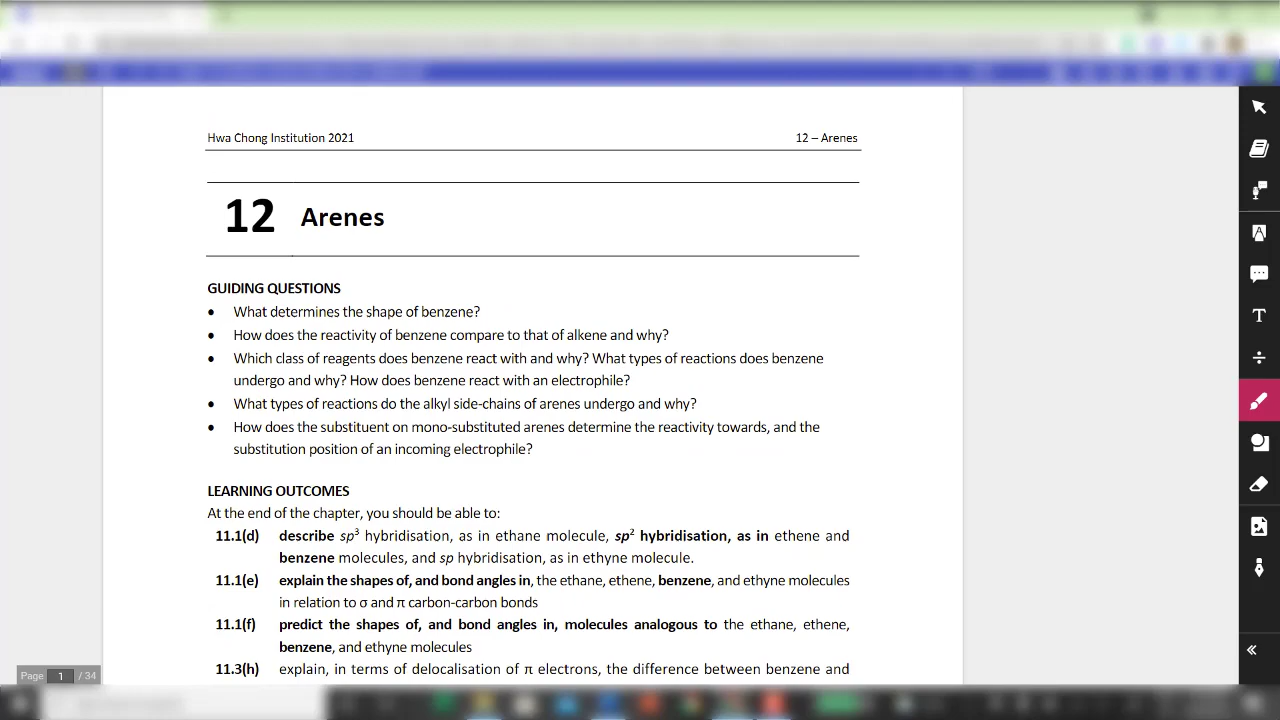 Hwa Chong Institution 2021 12 – Arenes
12 Arenes
GUIDING QUESTIONS
• What determines the shape of benzene?
• How does the reactivity of benzene compare to that of alkene and why?
• Which class of reagents does benzene react with and why? What types of reactions does benzene
undergo and why? How does benzene react with an electrophile?
• What types of reactions do the alkyl side-chains of arenes undergo and why?
• How does the substituent on mono-substituted arenes determine the reactivity towards, and the
substitution position of an incoming electrophile?
LEARNING OUTCOMES
At the end of the chapter, you should be able to:
11.1(d) describe sp³ hybridisation, as in ethane molecule, sp² hybridisation, as in ethene and
benzene molecules, and sp hybridisation, as in ethyne molecule.
11.1(e) explain the shapes of, and bond angles in, the ethane, ethene, benzene, and ethyne molecules
in relation to σ and π carbon-carbon bonds
11.1(f) predict the shapes of, and bond angles in, molecules analogous to the ethane, ethene,
benzene, and ethyne molecules
11.3(h) explain, in terms of delocalisation of π electrons, the difference between benzene and
Page 1 / 34